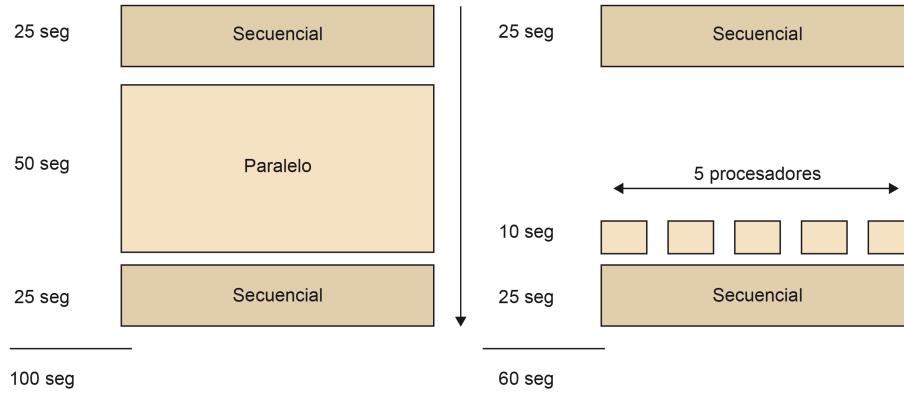 25 seg
Secuencial
50 seg
Paralelo
25 seg
Secuencial
100 seg
25 seg
Secuencial
5 procesadores
10 seg
25 seg
Secuencial
60 seg